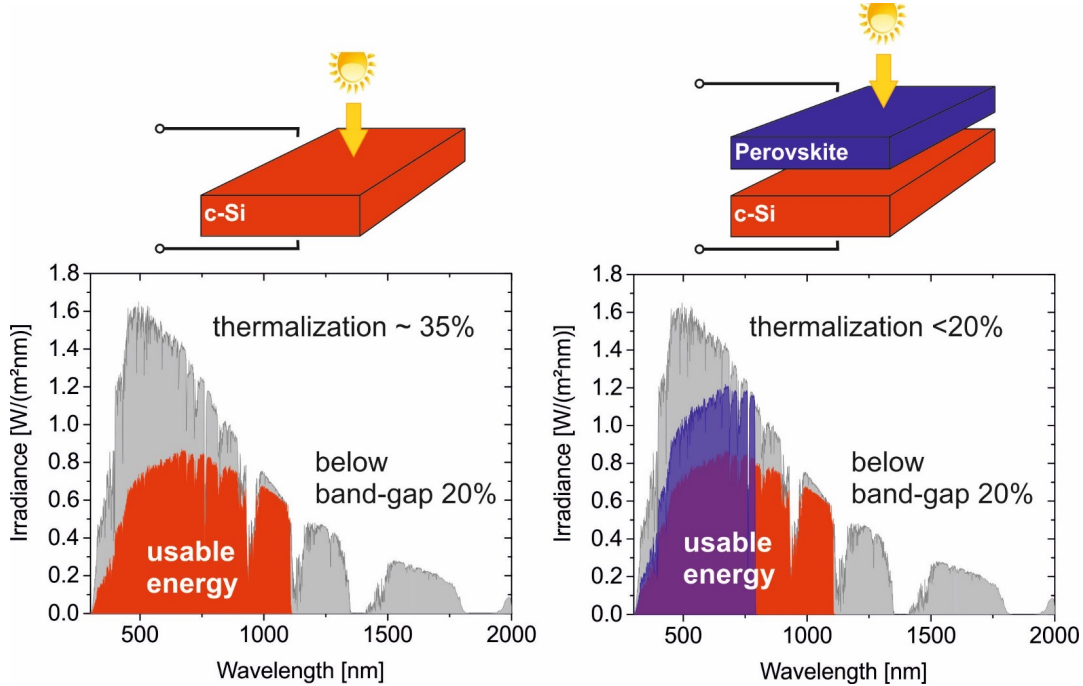 c-Si
Perovskite
c-Si
1.8
1.6
1.4
1.2
1.0
0.8
0.6
0.4
0.2
0.0
Irradiance [W/(m²nm)]
thermalization ~ 35%
below
band-gap 20%
usable
energy
500
1000
1500
2000
Wavelength [nm]
1.8
1.6
1.4
1.2
1.0
0.8
0.6
0.4
0.2
0.0
Irradiance [W/(m²nm)]
thermalization <20%
below
band-gap 20%
usable
energy
500
1000
1500
2000
Wavelength [nm]